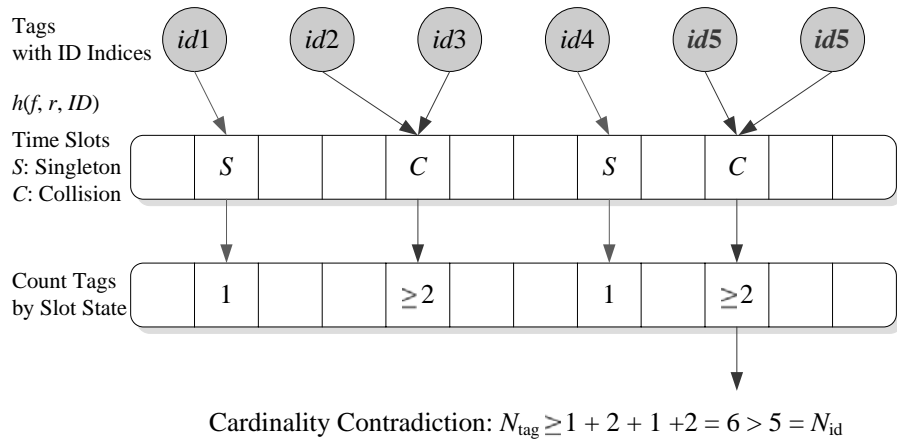 Tags
with ID Indices
id1 id2 id3 id4 id5 id5
h(f, r, ID)
Time Slots
S: Singleton
C: Collision
S C S C
Count Tags
by Slot State
1 ≥2 1 ≥2
Cardinality Contradiction: Ntag ≥1 + 2 + 1 +2 = 6 > 5 = Nid